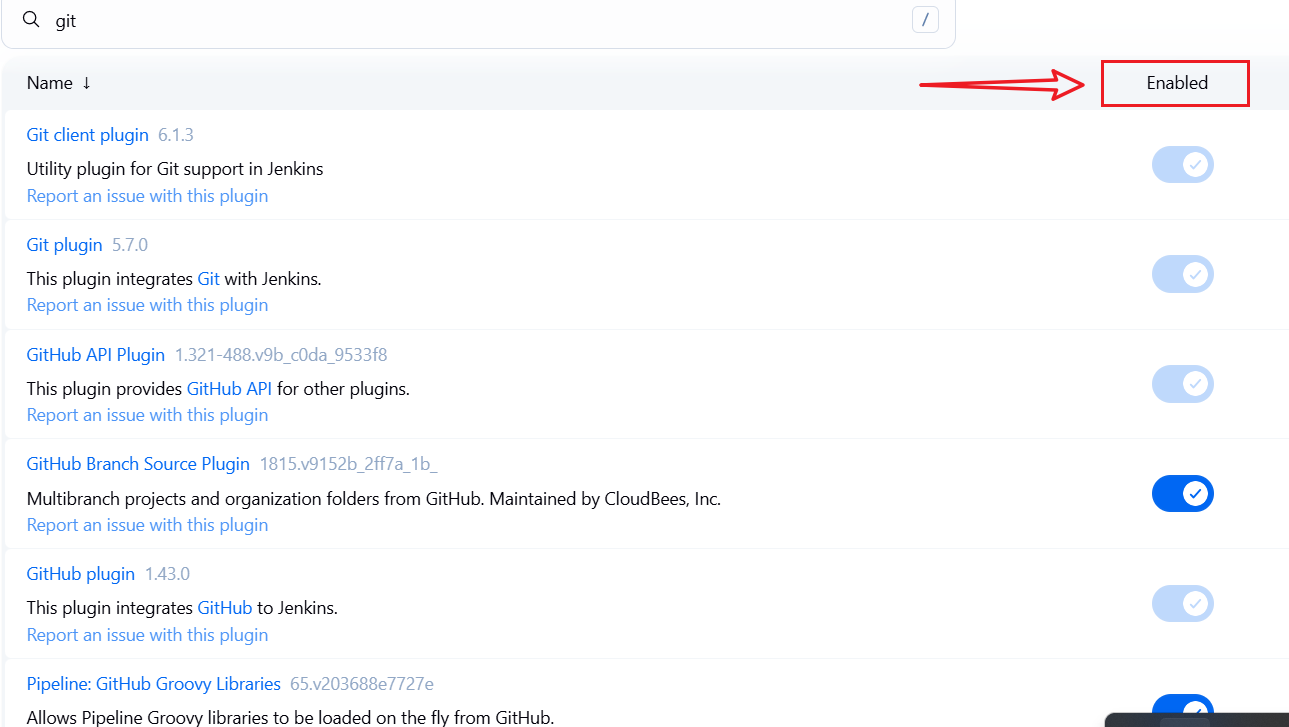 git
/
Name ↓
Enabled
Git client plugin 6.1.3
Utility plugin for Git support in Jenkins
Report an issue with this plugin
Git plugin 5.7.0
This plugin integrates Git with Jenkins.
Report an issue with this plugin
GitHub API Plugin 1.321-488.v9b_c0da_9533f8
This plugin provides GitHub API for other plugins.
Report an issue with this plugin
GitHub Branch Source Plugin 1815.v9152b_2ff7a_1b_
Multibranch projects and organization folders from GitHub. Maintained by CloudBees, Inc.
Report an issue with this plugin
GitHub plugin 1.43.0
This plugin integrates GitHub to Jenkins.
Report an issue with this plugin
Pipeline: GitHub Groovy Libraries 65.v203688e7727e
Allows Pipeline Groovy libraries to be loaded on the fly from GitHub.